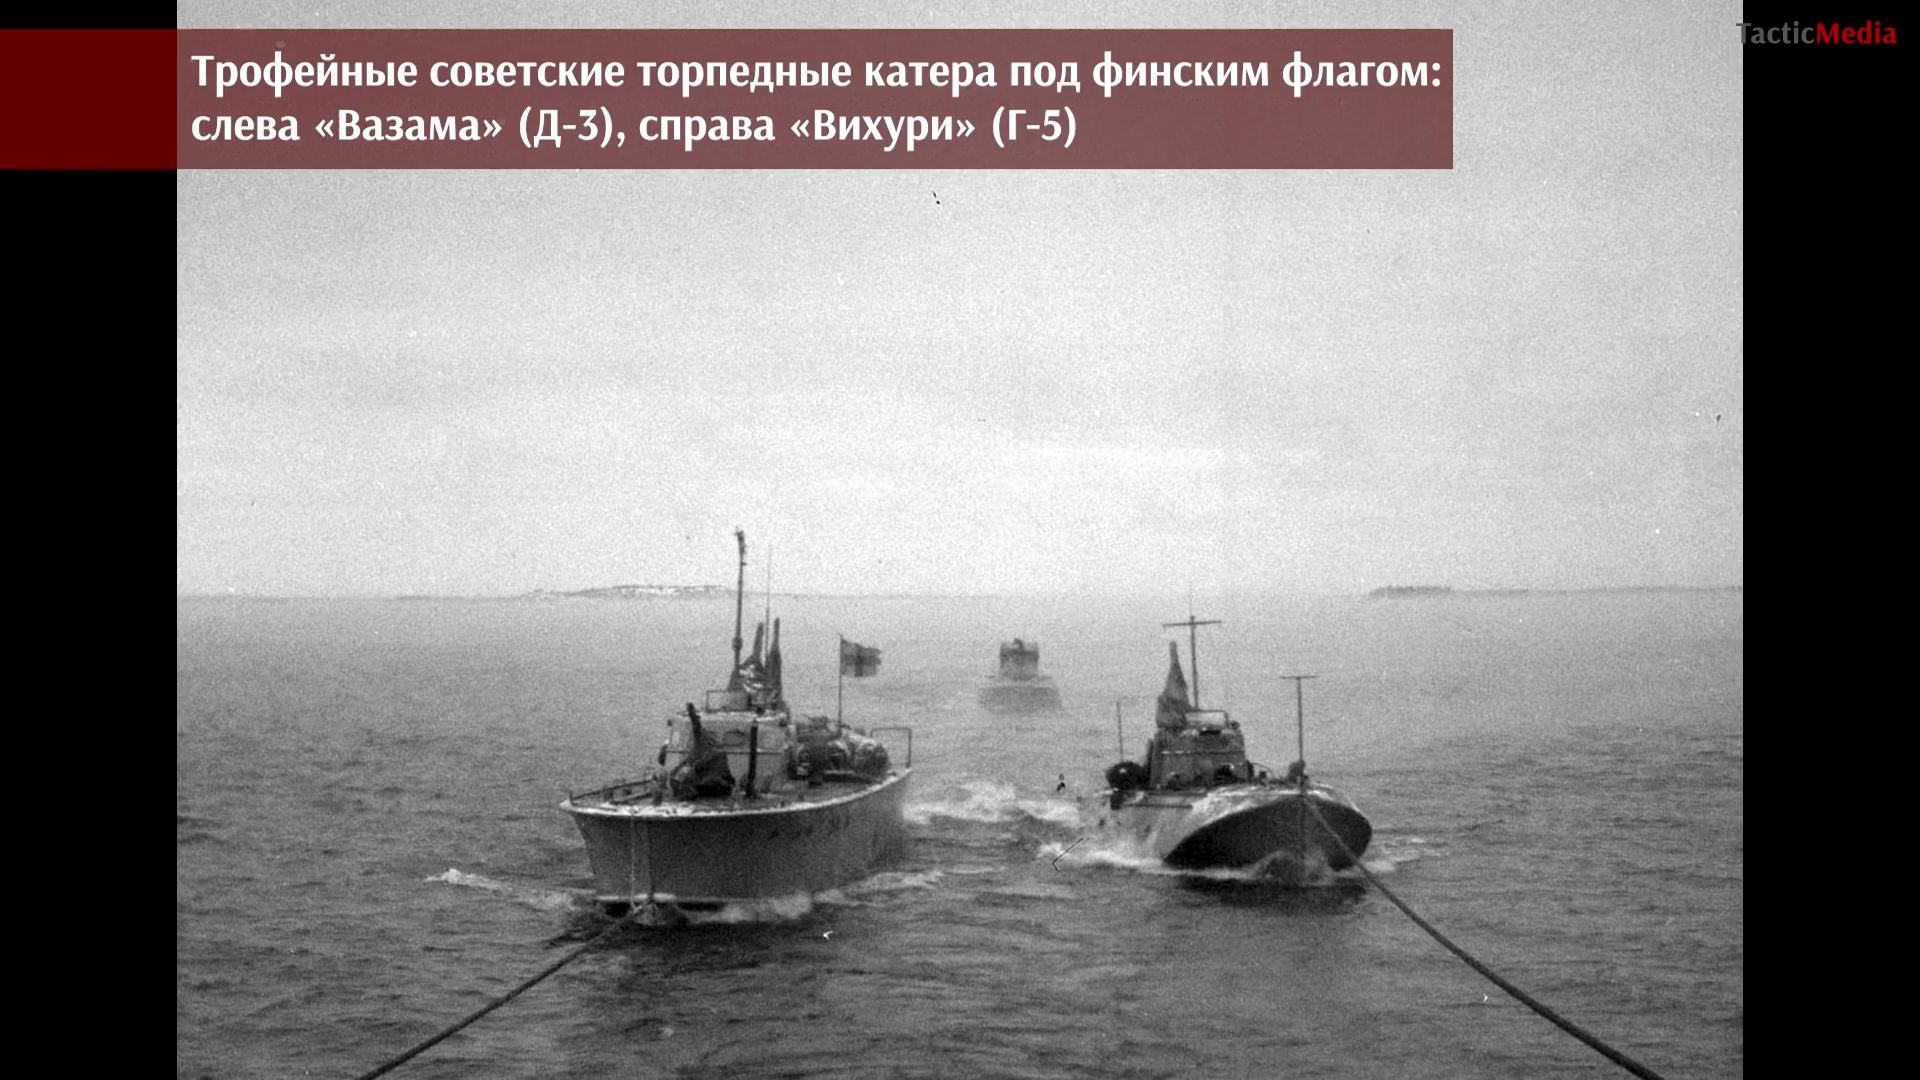 TacticMedia
Трофейные советские торпедные катера под финским флагом:
слева «Вазама» (Д-3), справа «Вихури» (Г-5)